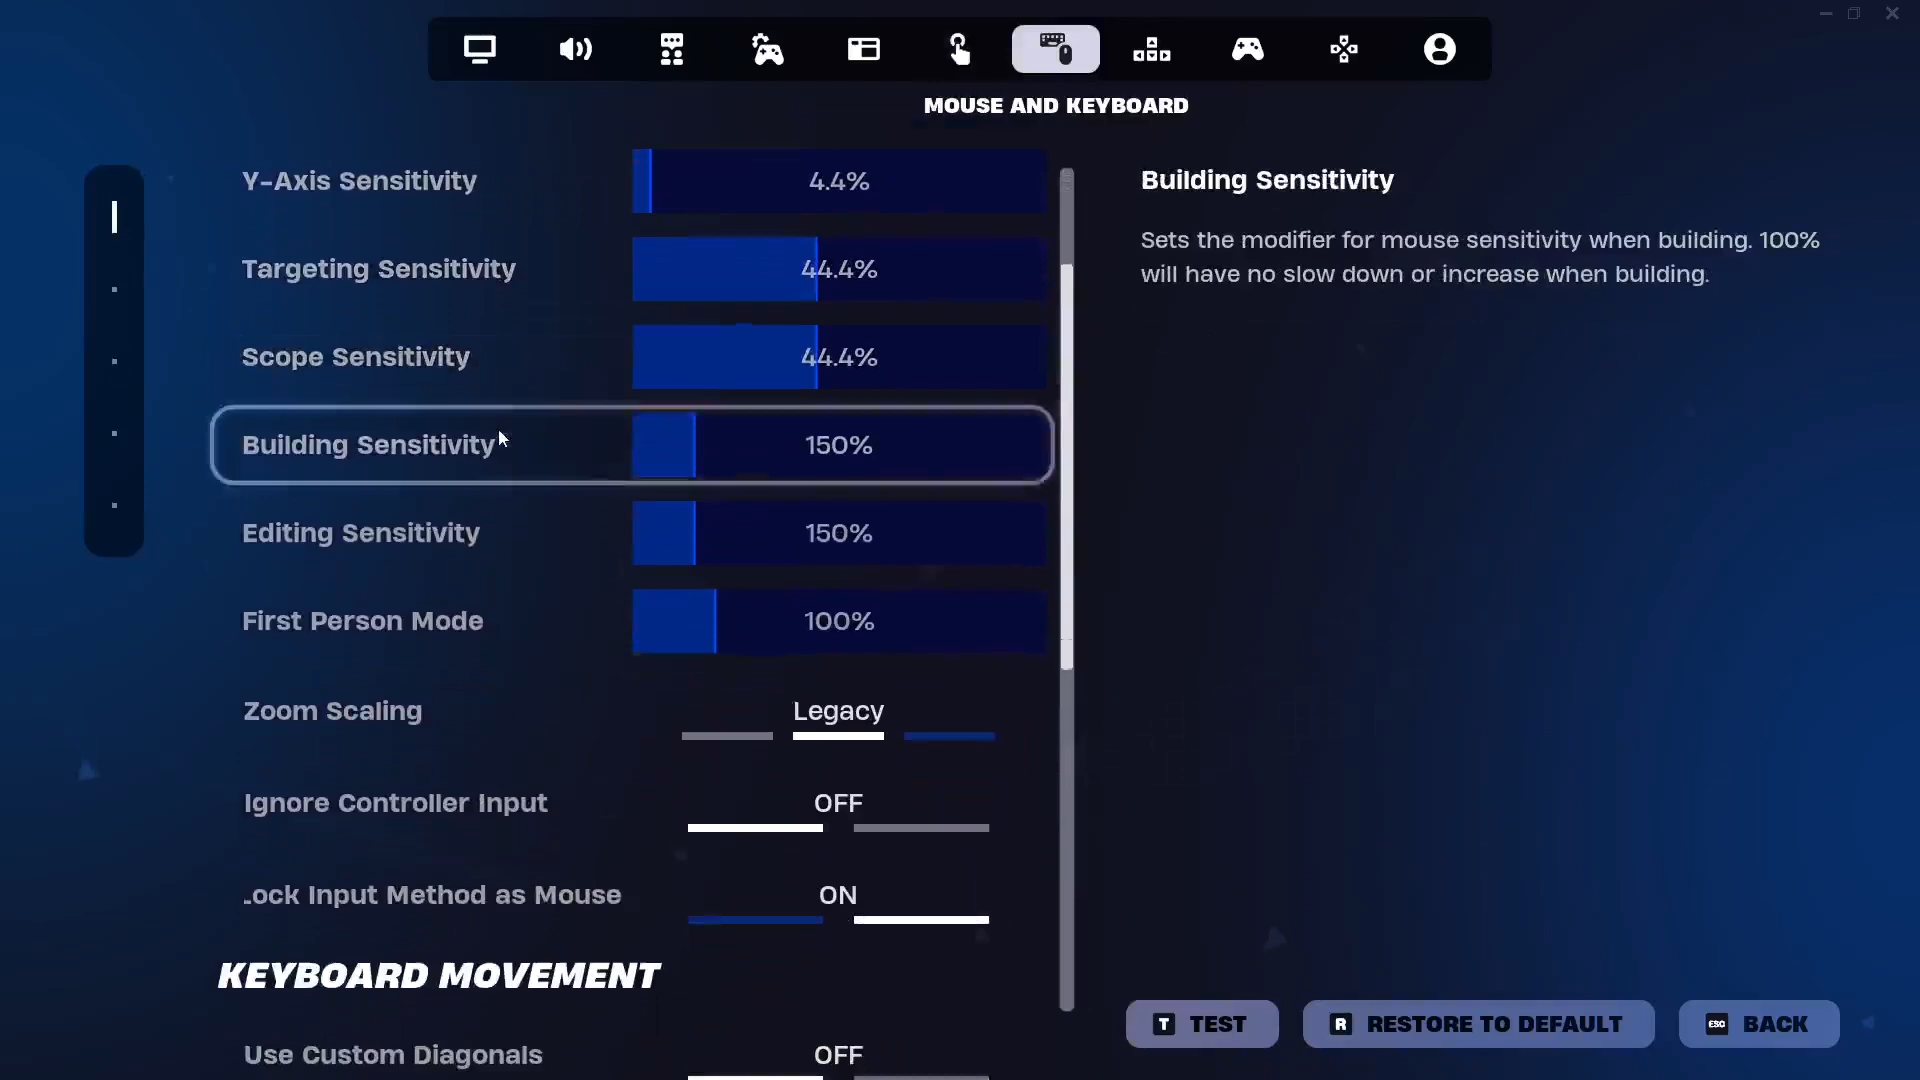 MOUSE AND KEYBOARD
Y-Axis Sensitivity 4.4%
Targeting Sensitivity 44.4%
Scope Sensitivity 44.4%
Building Sensitivity 150%
Editing Sensitivity 150%
First Person Mode 100%
Zoom Scaling Legacy
Ignore Controller Input OFF
Lock Input Method as Mouse ON
KEYBOARD MOVEMENT
Use Custom Diagonals OFF
Building Sensitivity
Sets the modifier for mouse sensitivity when building. 100%
will have no slow down or increase when building.
T TEST
R RESTORE TO DEFAULT
ESC BACK